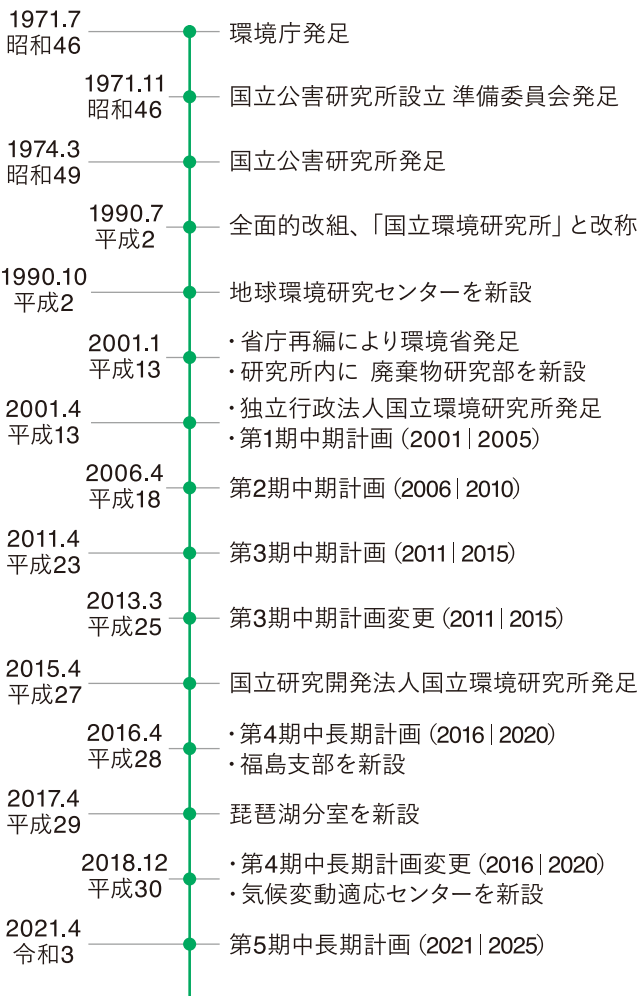 1971.7
昭和46
環境庁発足
1971.11
昭和46
国立公害研究所設立 準備委員会発足
1974.3
昭和49
国立公害研究所発足
1990.7
平成2
全面的改組、「国立環境研究所」と改称
1990.10
平成2
地球環境研究センターを新設
2001.1
平成13
・省庁再編により環境省発足
・研究所内に 廃棄物研究部を新設
2001.4
平成13
・独立行政法人国立環境研究所発足
・第1期中期計画（2001｜2005）
2006.4
平成18
第2期中期計画（2006｜2010）
2011.4
平成23
第3期中期計画（2011｜2015）
2013.3
平成25
第3期中期計画変更（2011｜2015）
2015.4
平成27
国立研究開発法人国立環境研究所発足
2016.4
平成28
・第4期中長期計画（2016｜2020）
・福島支部を新設
2017.4
平成29
琵琶湖分室を新設
2018.12
平成30
・第4期中長期計画変更（2016｜2020）
・気候変動適応センターを新設
2021.4
令和3
第5期中長期計画（2021｜2025）